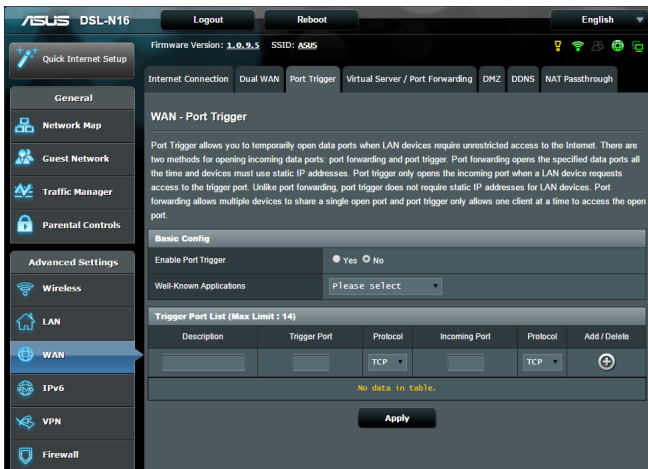 ASUS DSL-N16
Logout
Reboot
English
Quick Internet Setup
General
Network Map
Guest Network
Traffic Manager
Parental Controls
Advanced Settings
Wireless
LAN
WAN
IPv6
VPN
Firewall
Firmware Version: 1.0.9.5 SSID: ASUS
Internet Connection Dual WAN Port Trigger Virtual Server / Port Forwarding DMZ DDNS NAT Passthrough
WAN - Port Trigger
Port Trigger allows you to temporarily open data ports when LAN devices require unrestricted access to the Internet. There are
two methods for opening incoming data ports: port forwarding and port trigger. Port forwarding opens the specified data ports all
the time and devices must use static IP addresses. Port trigger only opens the incoming port when a LAN device requests
access to the trigger port. Unlike port forwarding, port trigger does not require static IP addresses for LAN devices. Port
forwarding allows multiple devices to share a single open port and port trigger only allows one client at a time to access the open
port.
Basic Config
Enable Port Trigger Yes No
Well-Known Applications Please select
Trigger Port List (Max Limit : 14)
Description Trigger Port Protocol Incoming Port Protocol Add / Delete
TCP TCP
No data in table.
Apply